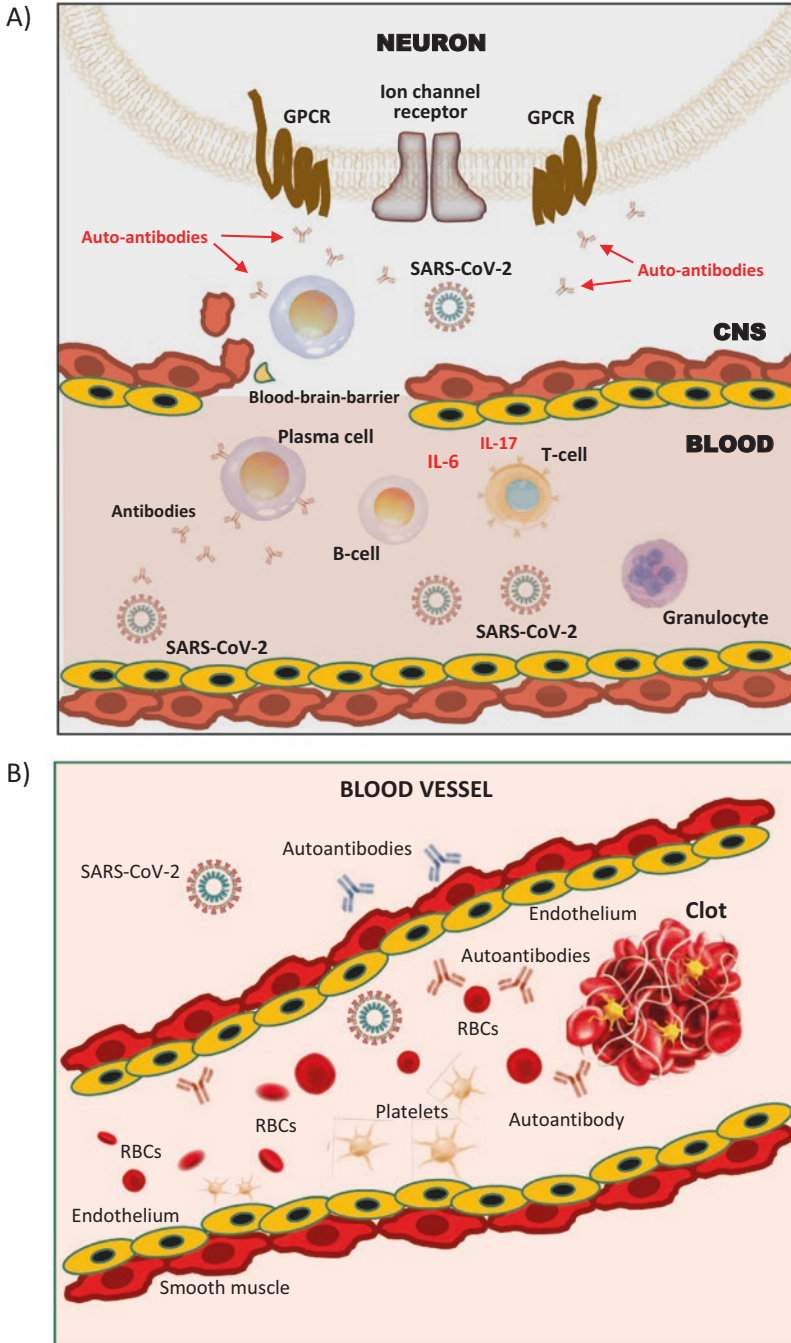 A)
NEURON
Ion channel
receptor
GPCR
GPCR
Auto-antibodies
SARS-CoV-2
Auto-antibodies
CNS
Blood-brain-barrier
BLOOD
Plasma cell
IL-6
IL-17
T-cell
Antibodies
B-cell
Granulocyte
SARS-CoV-2
SARS-CoV-2
B)
BLOOD VESSEL
SARS-CoV-2
Autoantibodies
Endothelium
Clot
Autoantibodies
RBCs
Platelets
RBCs
Autoantibody
RBCs
Endothelium
Smooth muscle